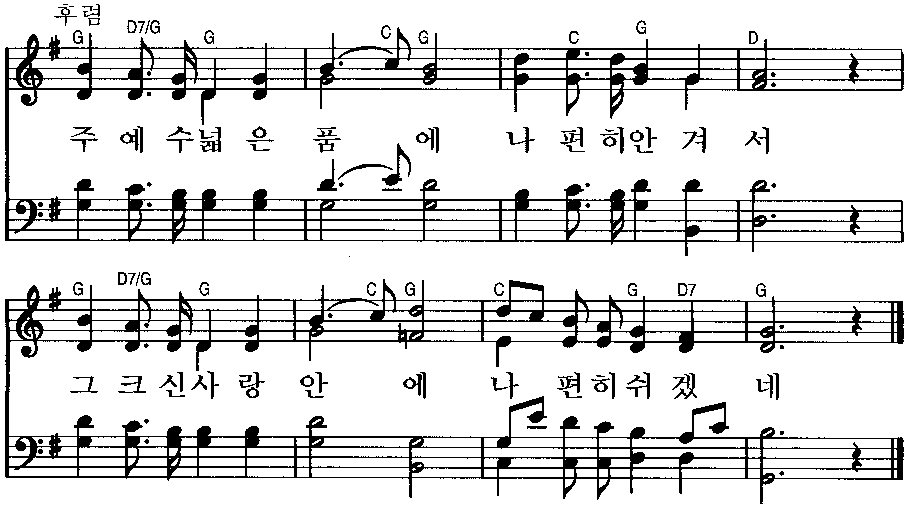 후렴
G D7/G G C G C G D
주 예 수넓 은 품 에 나 편 히안 겨 서
G D7/G G C G C G D7 G
그 크 신사 랑 안 에 나 편히쉬 겠 네